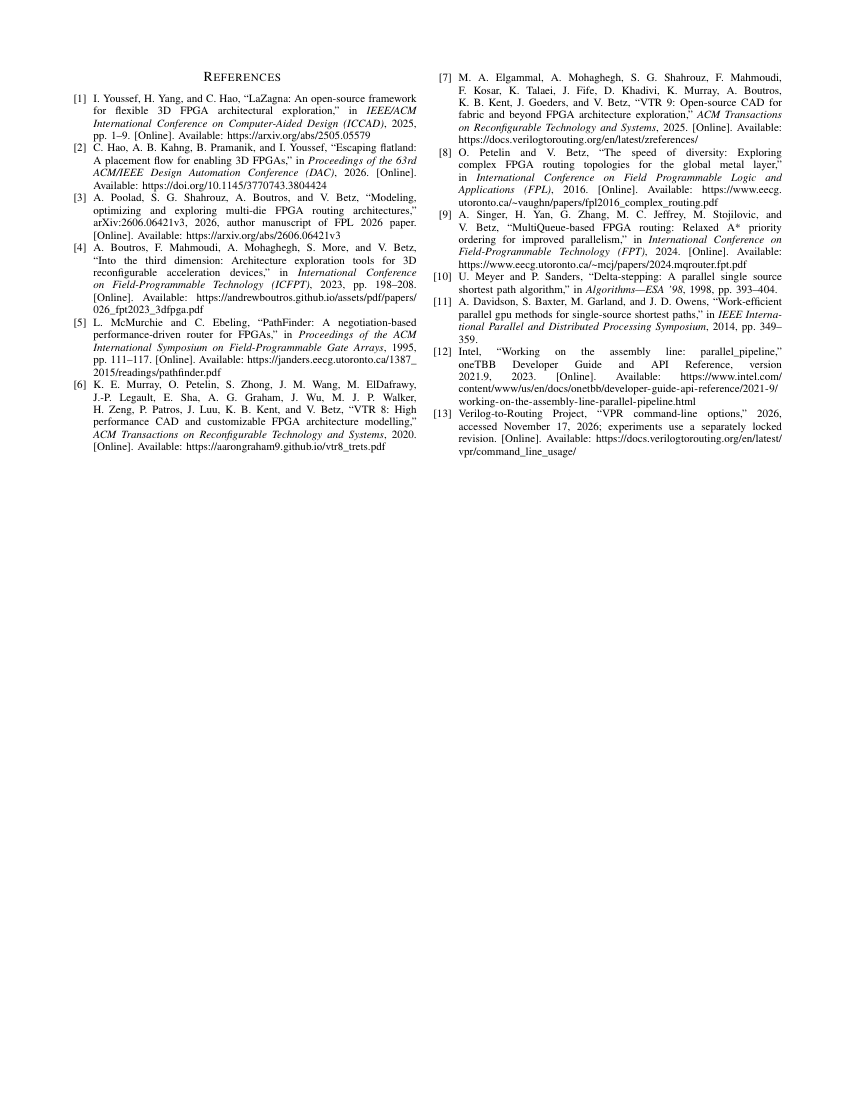 REFERENCES
[1] I. Youssef, H. Yang, and C. Hao, “LaZagna: An open-source framework
for flexible 3D FPGA architectural exploration,” in IEEE/ACM
International Conference on Computer-Aided Design (ICCAD), 2025,
pp. 1–9. [Online]. Available: https://arxiv.org/abs/2505.05579
[2] C. Hao, A. B. Kahng, B. Pramanik, and I. Youssef, “Escaping flatland:
A placement flow for enabling 3D FPGAs,” in Proceedings of the 63rd
ACM/IEEE Design Automation Conference (DAC), 2026. [Online].
Available: https://doi.org/10.1145/3770743.3804424
[3] A. Poolad, S. G. Shahrouz, A. Boutros, and V. Betz, “Modeling,
optimizing and exploring multi-die FPGA routing architectures,”
arXiv:2606.06421v3, 2026, author manuscript of FPL 2026 paper.
[Online]. Available: https://arxiv.org/abs/2606.06421v3
[4] A. Boutros, F. Mahmoudi, A. Mohaghegh, S. More, and V. Betz,
“Into the third dimension: Architecture exploration tools for 3D
reconfigurable acceleration devices,” in International Conference
on Field-Programmable Technology (ICFPT), 2023, pp. 198–208.
[Online]. Available: https://andrewboutros.github.io/assets/pdf/papers/
026_fpt2023_3dfpga.pdf
[5] L. McMurchie and C. Ebeling, “PathFinder: A negotiation-based
performance-driven router for FPGAs,” in Proceedings of the ACM
International Symposium on Field-Programmable Gate Arrays, 1995,
pp. 111–117. [Online]. Available: https://janders.eecg.utoronto.ca/1387_
2015/readings/pathfinder.pdf
[6] K. E. Murray, O. Petelin, S. Zhong, J. M. Wang, M. ElDafrawy,
J.-P. Legault, E. Sha, A. G. Graham, J. Wu, M. J. P. Walker,
H. Zeng, P. Patros, J. Luu, K. B. Kent, and V. Betz, “VTR 8: High
performance CAD and customizable FPGA architecture modelling,”
ACM Transactions on Reconfigurable Technology and Systems, 2020.
[Online]. Available: https://aarongraham9.github.io/vtr8_trets.pdf
[7] M. A. Elgammal, A. Mohaghegh, S. G. Shahrouz, F. Mahmoudi,
F. Kosar, K. Talaei, J. Fife, D. Khadivi, K. Murray, A. Boutros,
K. B. Kent, J. Goeders, and V. Betz, “VTR 9: Open-source CAD for
fabric and beyond FPGA architecture exploration,” ACM Transactions
on Reconfigurable Technology and Systems, 2025. [Online]. Available:
https://docs.verilogtorouting.org/en/latest/zreferences/
[8] O. Petelin and V. Betz, “The speed of diversity: Exploring
complex FPGA routing topologies for the global metal layer,”
in International Conference on Field Programmable Logic and
Applications (FPL), 2016. [Online]. Available: https://www.eecg.
utoronto.ca/~vaughn/papers/fpl2016_complex_routing.pdf
[9] A. Singer, H. Yan, G. Zhang, M. C. Jeffrey, M. Stojilovic, and
V. Betz, “MultiQueue-based FPGA routing: Relaxed A* priority
ordering for improved parallelism,” in International Conference on
Field-Programmable Technology (FPT), 2024. [Online]. Available:
https://www.eecg.utoronto.ca/~mcj/papers/2024.mqrouter.fpt.pdf
[10] U. Meyer and P. Sanders, “Delta-stepping: A parallel single source
shortest path algorithm,” in Algorithms—ESA ’98, 1998, pp. 393–404.
[11] A. Davidson, S. Baxter, M. Garland, and J. D. Owens, “Work-efficient
parallel gpu methods for single-source shortest paths,” in IEEE Interna-
tional Parallel and Distributed Processing Symposium, 2014, pp. 349–
359.
[12] Intel, “Working on the assembly line: parallel_pipeline,”
oneTBB Developer Guide and API Reference, version
2021.9, 2023. [Online]. Available: https://www.intel.com/
content/www/us/en/docs/onetbb/developer-guide-api-reference/2021-9/
working-on-the-assembly-line-parallel-pipeline.html
[13] Verilog-to-Routing Project, “VPR command-line options,” 2026,
accessed November 17, 2026; experiments use a separately locked
revision. [Online]. Available: https://docs.verilogtorouting.org/en/latest/
vpr/command_line_usage/